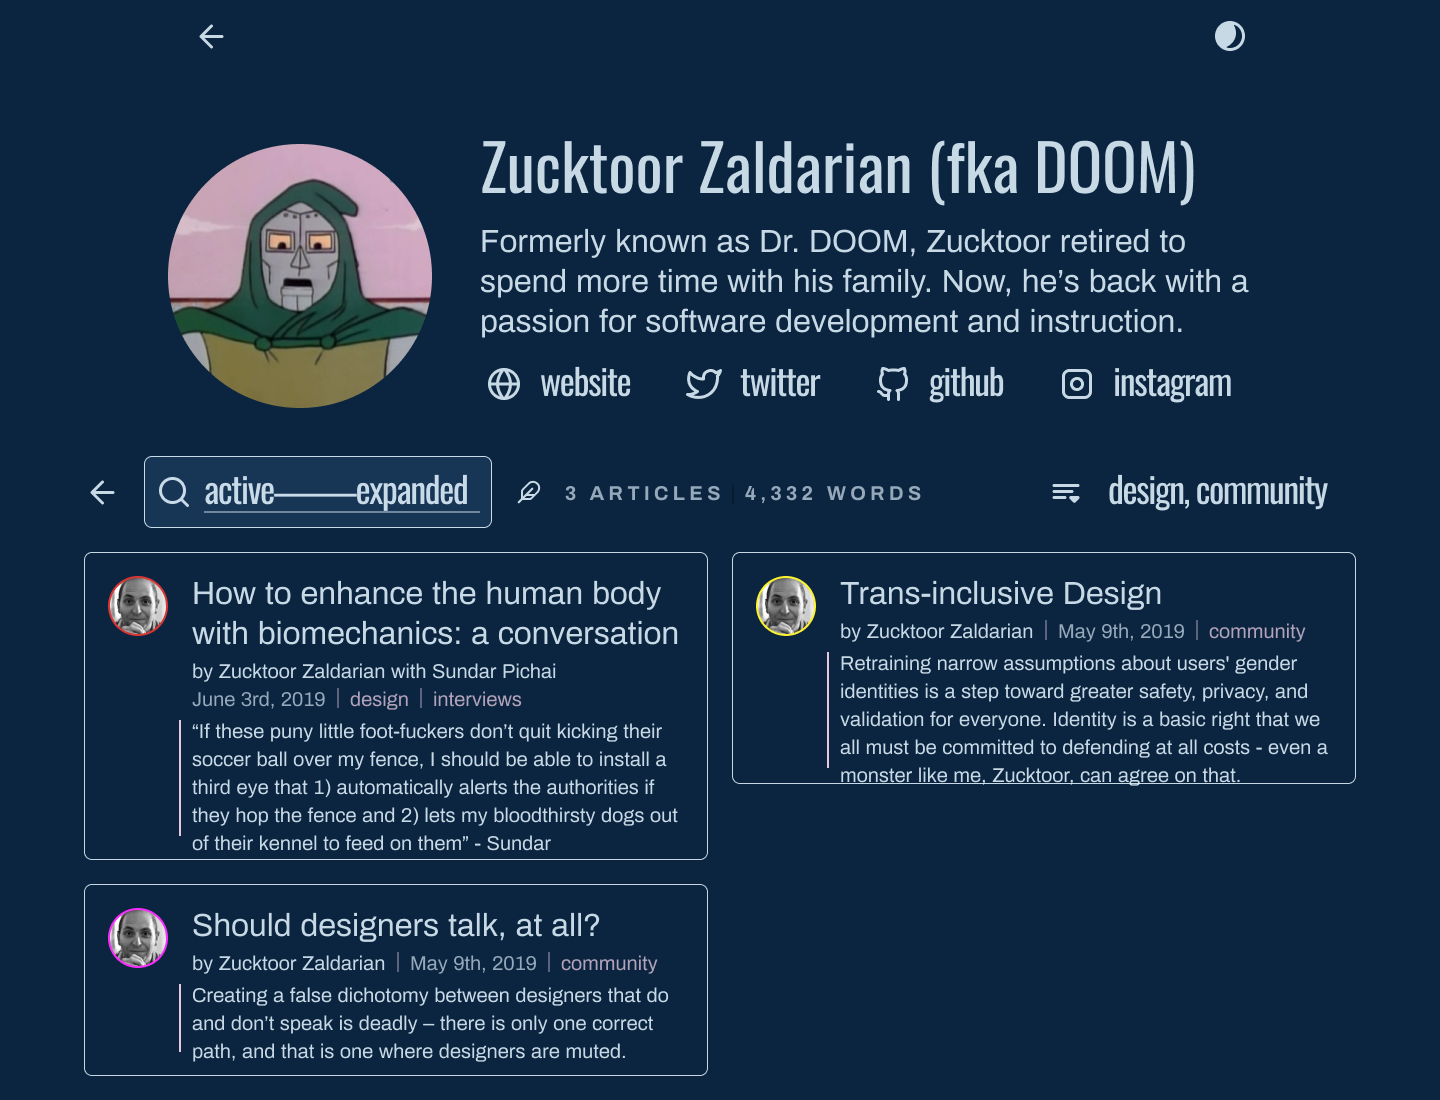 Zucktoor Zaldarian (fka DOOM)
Formerly known as Dr. DOOM, Zucktoor retired to
spend more time with his family. Now, he’s back with a
passion for software development and instruction.
website twitter github instagram
active———expanded 3 ARTICLES | 4,332 WORDS design, community
How to enhance the human body
with biomechanics: a conversation
by Zucktoor Zaldarian with Sundar Pichai
June 3rd, 2019 | design | interviews
“If these puny little foot-fuckers don’t quit kicking their
soccer ball over my fence, I should be able to install a
third eye that 1) automatically alerts the authorities if
they hop the fence and 2) lets my bloodthirsty dogs out
of their kennel to feed on them” - Sundar
Trans-inclusive Design
by Zucktoor Zaldarian | May 9th, 2019 | community
Retraining narrow assumptions about users' gender
identities is a step toward greater safety, privacy, and
validation for everyone. Identity is a basic right that we
all must be committed to defending at all costs - even a
monster like me, Zucktoor, can agree on that.
Should designers talk, at all?
by Zucktoor Zaldarian | May 9th, 2019 | community
Creating a false dichotomy between designers that do
and don’t speak is deadly – there is only one correct
path, and that is one where designers are muted.